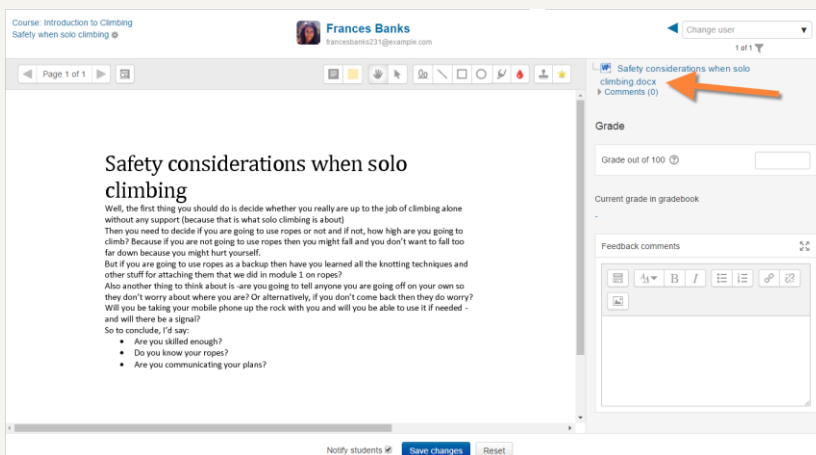 Course: Introduction to Climbing
Safety when solo climbing
Frances Banks
francesbanks231@example.com
Change user
1 of 1
Page 1 of 1
Safety considerations when solo
climbing.docx
Comments (0)
Grade
Grade out of 100
Current grade in gradebook
-
Feedback comments
B I
Safety considerations when solo
climbing
Well, the first thing you should do is decide whether you really are up to the job of climbing alone
without any support (because that is what solo climbing is about)
Then you need to decide if you are going to use ropes or not and if not, how high are you going to
climb? Because if you are not going to use ropes then you might fall and you don't want to fall too
far down because you might hurt yourself.
But if you are going to use ropes as a backup then have you learned all the knotting techniques and
other stuff for attaching them that we did in module 1 on ropes?
Also another thing to think about is -are you going to tell anyone you are going off on your own so
they don't worry about where you are? Or alternatively, if you don't come back then they do worry?
Will you be taking your mobile phone up the rock with you and will you be able to use it if needed -
and will there be a signal?
So to conclude, I'd say:
• Are you skilled enough?
• Do you know your ropes?
• Are you communicating your plans?
Notify students
Save changes
Reset